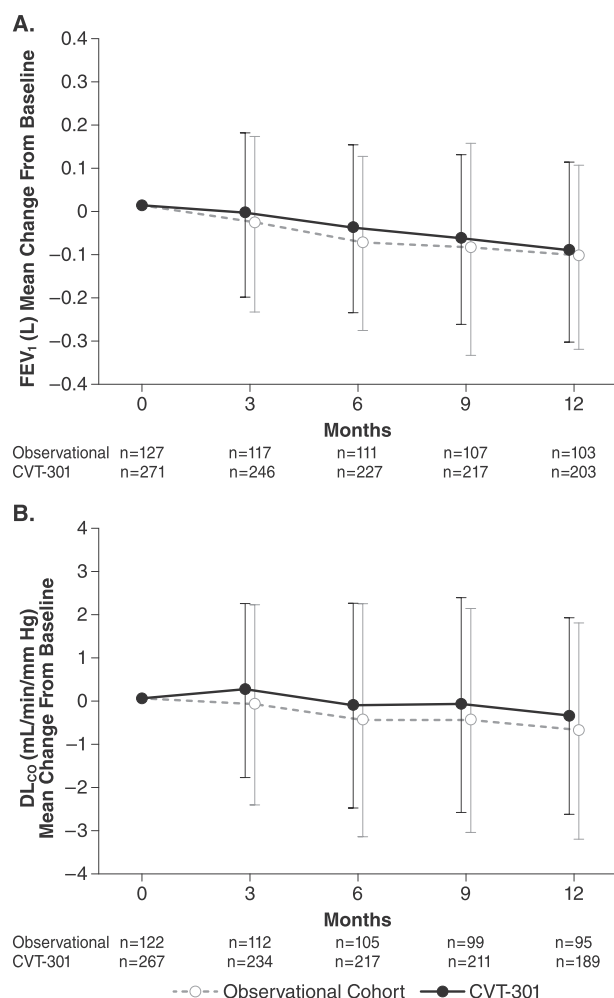 A.
FEV₁ (L) Mean Change From Baseline
0.4
0.3
0.2
0.1
0
−0.1
−0.2
−0.3
−0.4
0 3 6 9 12
Months
Observational n=127 n=117 n=111 n=107 n=103
CVT-301 n=271 n=246 n=227 n=217 n=203
B.
DL_CO (mL/min/mm Hg)
Mean Change From Baseline
4
3
2
1
0
−1
−2
−3
−4
0 3 6 9 12
Months
Observational n=122 n=112 n=105 n=99 n=95
CVT-301 n=267 n=234 n=217 n=211 n=189
Observational Cohort CVT-301